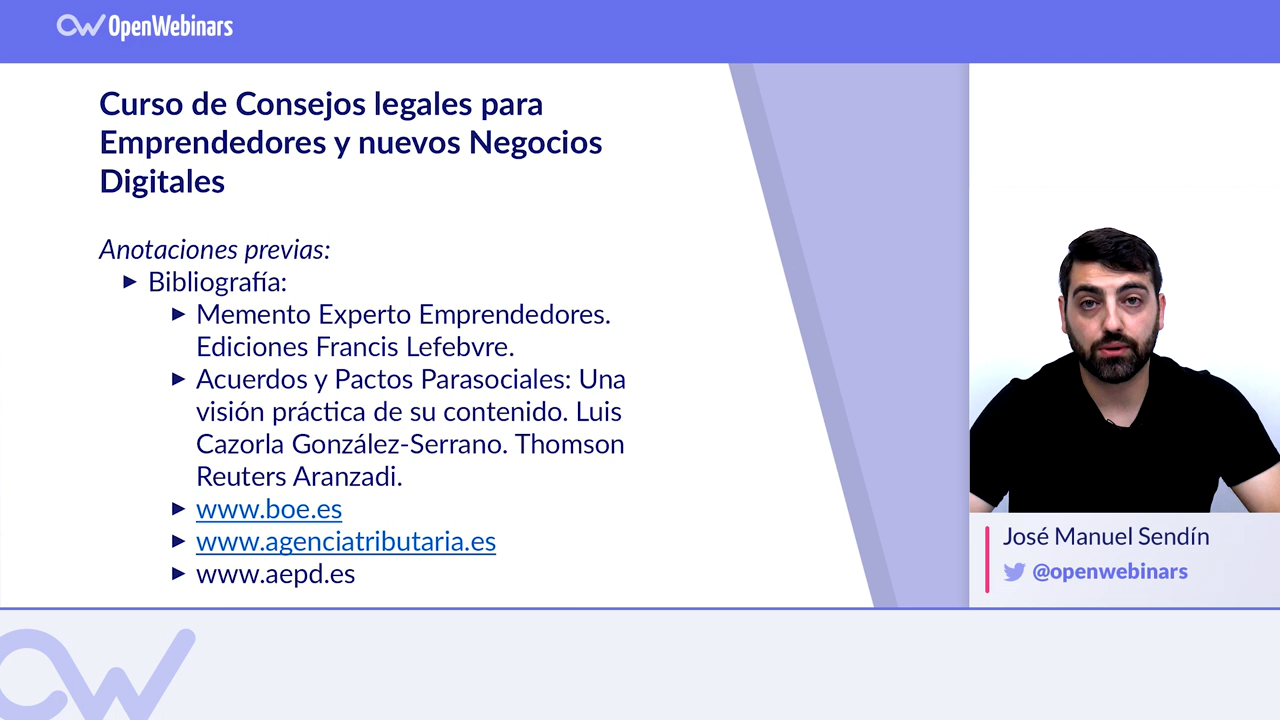 OpenWebinars
Curso de Consejos legales para
Emprendedores y nuevos Negocios
Digitales
Anotaciones previas:
► Bibliografía:
► Memento Experto Emprendedores.
Ediciones Francis Lefebvre.
► Acuerdos y Pactos Parasociales: Una
visión práctica de su contenido. Luis
Cazorla González-Serrano. Thomson
Reuters Aranzadi.
► www.boe.es
► www.agenciatributaria.es
► www.aepd.es
José Manuel Sendín
@openwebinars